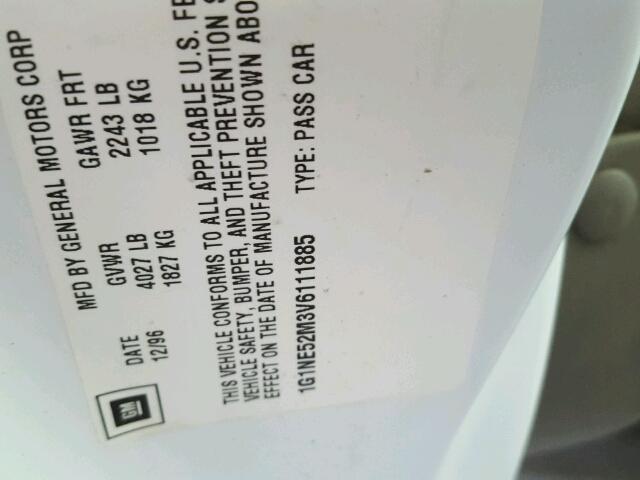 MFD BY GENERAL MOTORS CORP
DATE GVWR GAWR FRT
12/96 4027 LB 2243 LB
1827 KG 1018 KG
THIS VEHICLE CONFORMS TO ALL APPLICABLE U.S. FE
VEHICLE SAFETY, BUMPER, AND THEFT PREVENTION S
EFFECT ON THE DATE OF MANUFACTURE SHOWN ABO
1G1NE52M3V6111885 TYPE: PASS CAR
GM